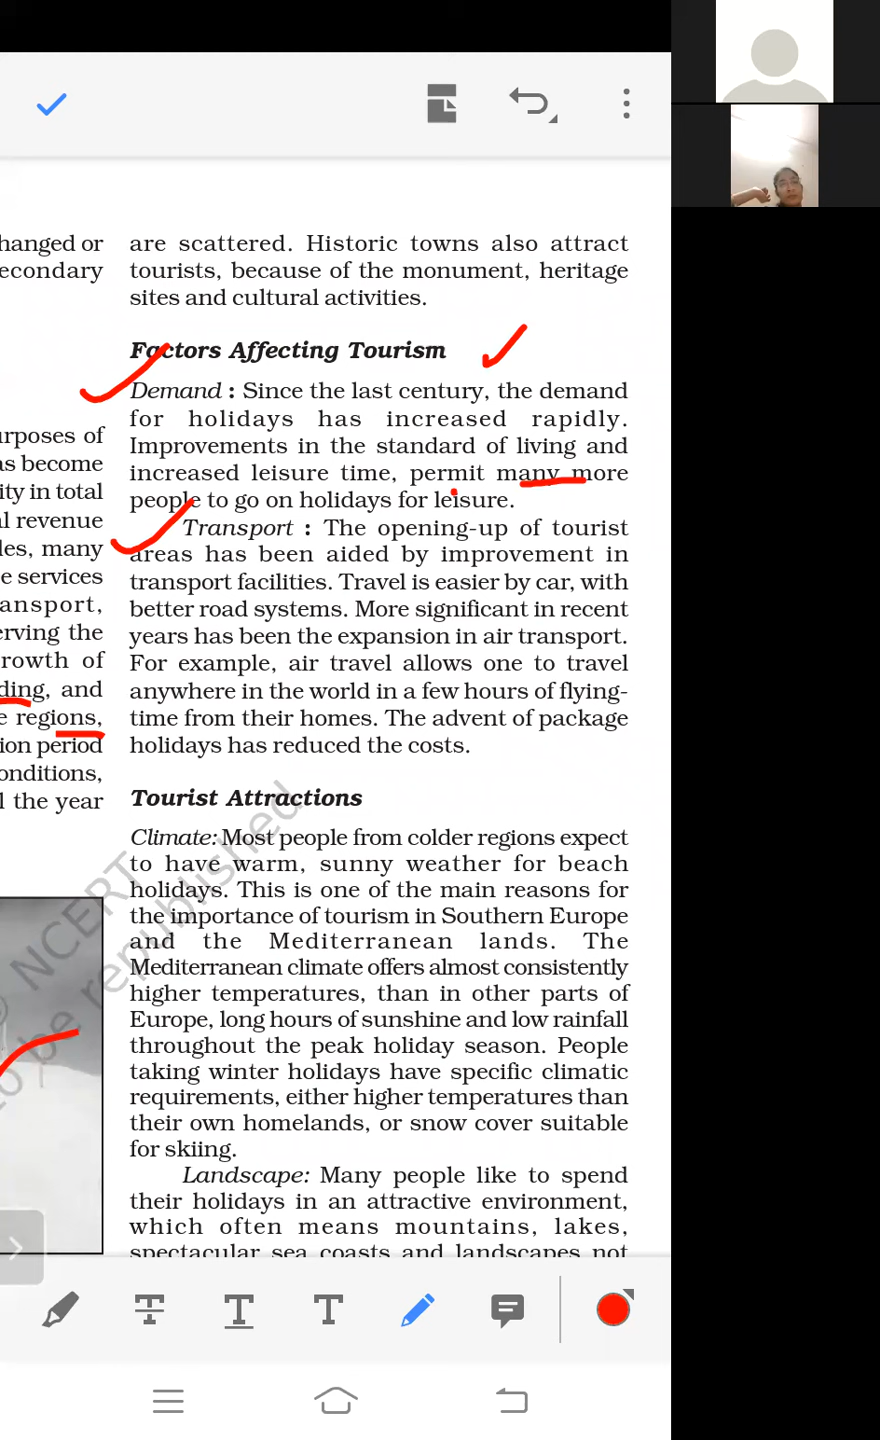 hanged or
econdary
urposes of
as become
ity in total
al revenue
les, many
e services
ansport,
erving the
rowth of
ding, and
e regions,
ion period
onditions,
l the year
are scattered. Historic towns also attract
tourists, because of the monument, heritage
sites and cultural activities.
Factors Affecting Tourism
Demand : Since the last century, the demand
for holidays has increased rapidly.
Improvements in the standard of living and
increased leisure time, permit many more
people to go on holidays for leisure.
Transport : The opening-up of tourist
areas has been aided by improvement in
transport facilities. Travel is easier by car, with
better road systems. More significant in recent
years has been the expansion in air transport.
For example, air travel allows one to travel
anywhere in the world in a few hours of flying-
time from their homes. The advent of package
holidays has reduced the costs.
Tourist Attractions
Climate: Most people from colder regions expect
to have warm, sunny weather for beach
holidays. This is one of the main reasons for
the importance of tourism in Southern Europe
and the Mediterranean lands. The
Mediterranean climate offers almost consistently
higher temperatures, than in other parts of
Europe, long hours of sunshine and low rainfall
throughout the peak holiday season. People
taking winter holidays have specific climatic
requirements, either higher temperatures than
their own homelands, or snow cover suitable
for skiing.
Landscape: Many people like to spend
their holidays in an attractive environment,
which often means mountains, lakes,
spectacular sea coasts and landscapes not
© NCERT
to be republished